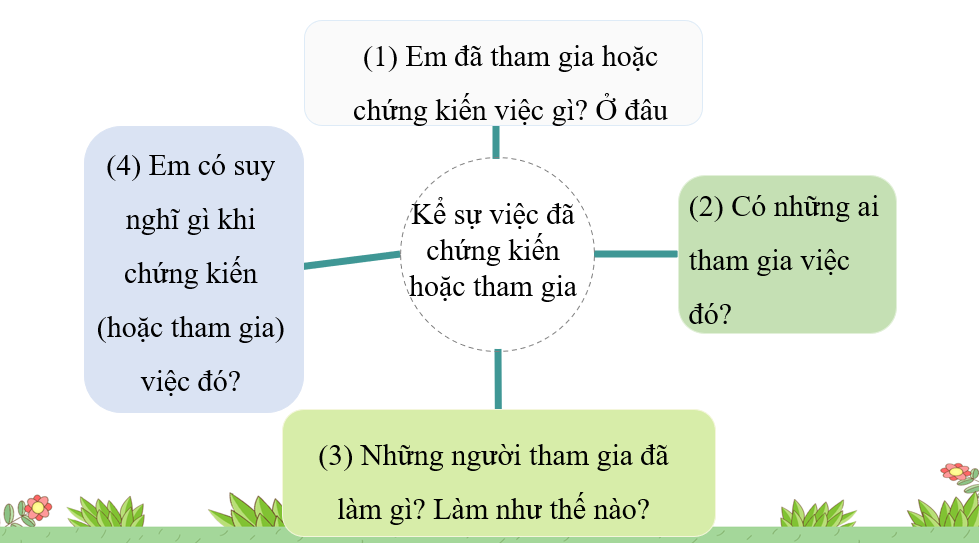 (1) Em đã tham gia hoặc
chứng kiến việc gì? Ở đâu
(4) Em có suy
nghĩ gì khi
chứng kiến
(hoặc tham gia)
việc đó?
Kể sự việc đã
chứng kiến
hoặc tham gia
(2) Có những ai
tham gia việc
đó?
(3) Những người tham gia đã
làm gì? Làm như thế nào?